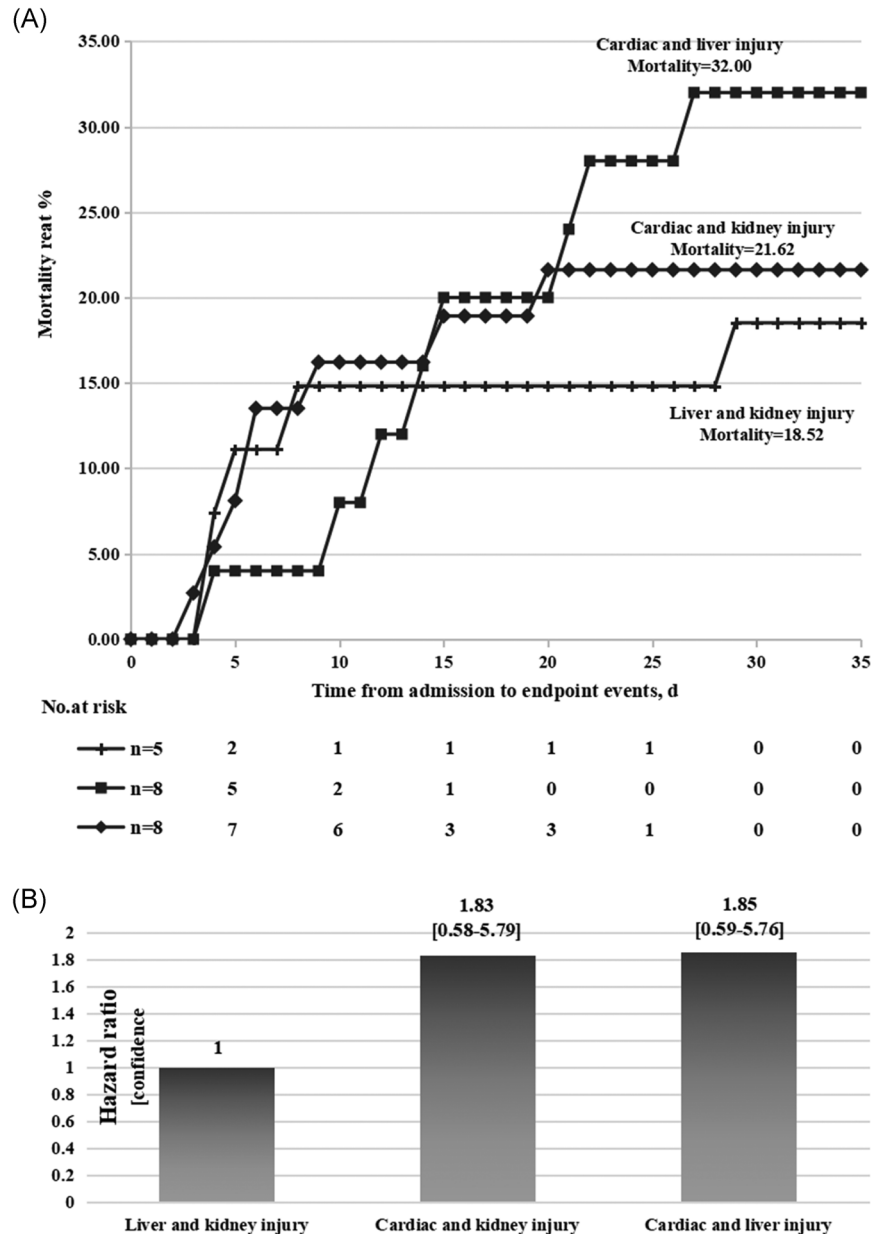 (A)
35.00
30.00
25.00
20.00
15.00
10.00
5.00
0.00
Mortality reat %
Cardiac and liver injury
Mortality=32.00
Cardiac and kidney injury
Mortality=21.62
Liver and kidney injury
Mortality=18.52
0 5 10 15 20 25 30 35
Time from admission to endpoint events, d
No.at risk
n=5 2 1 1 1 1 0 0
n=8 5 2 1 0 0 0 0
n=8 7 6 3 3 1 0 0
(B)
2
1.8
1.6
1.4
1.2
1
0.8
0.6
0.4
0.2
0
Hazard ratio
[confidence
1
1.83
[0.58-5.79]
1.85
[0.59-5.76]
Liver and kidney injury Cardiac and kidney injury Cardiac and liver injury